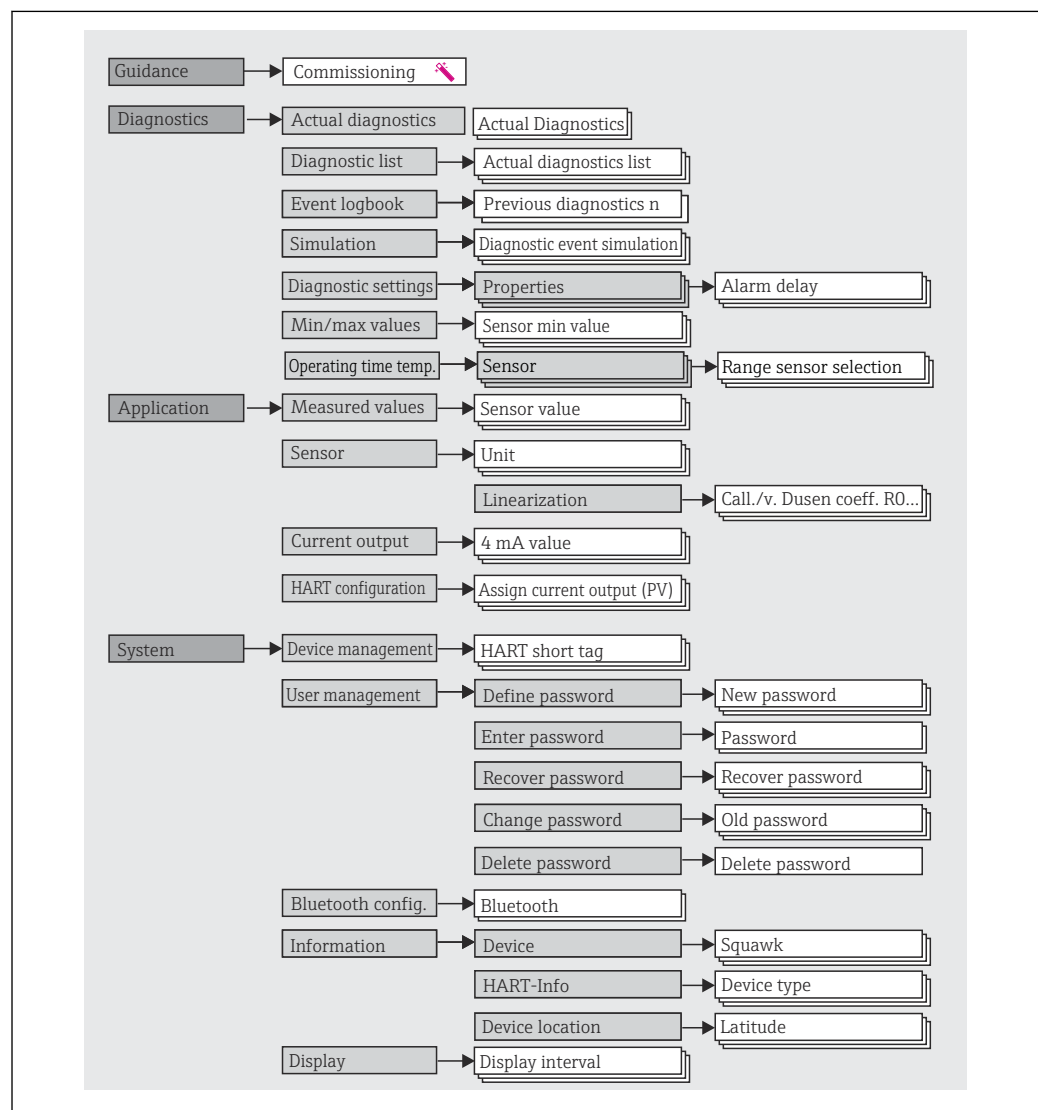 Guidance
Commissioning
Diagnostics
Actual diagnostics
Actual Diagnostics
Diagnostic list
Actual diagnostics list
Event logbook
Previous diagnostics n
Simulation
Diagnostic event simulation
Diagnostic settings
Properties
Alarm delay
Min/max values
Sensor min value
Operating time temp.
Sensor
Range sensor selection
Application
Measured values
Sensor value
Sensor
Unit
Linearization
Call./v. Dusen coeff. R0...
Current output
4 mA value
HART configuration
Assign current output (PV)
System
Device management
HART short tag
User management
Define password
New password
Enter password
Password
Recover password
Recover password
Change password
Old password
Delete password
Delete password
Bluetooth config.
Bluetooth
Information
Device
Squawk
HART-Info
Device type
Device location
Latitude
Display
Display interval